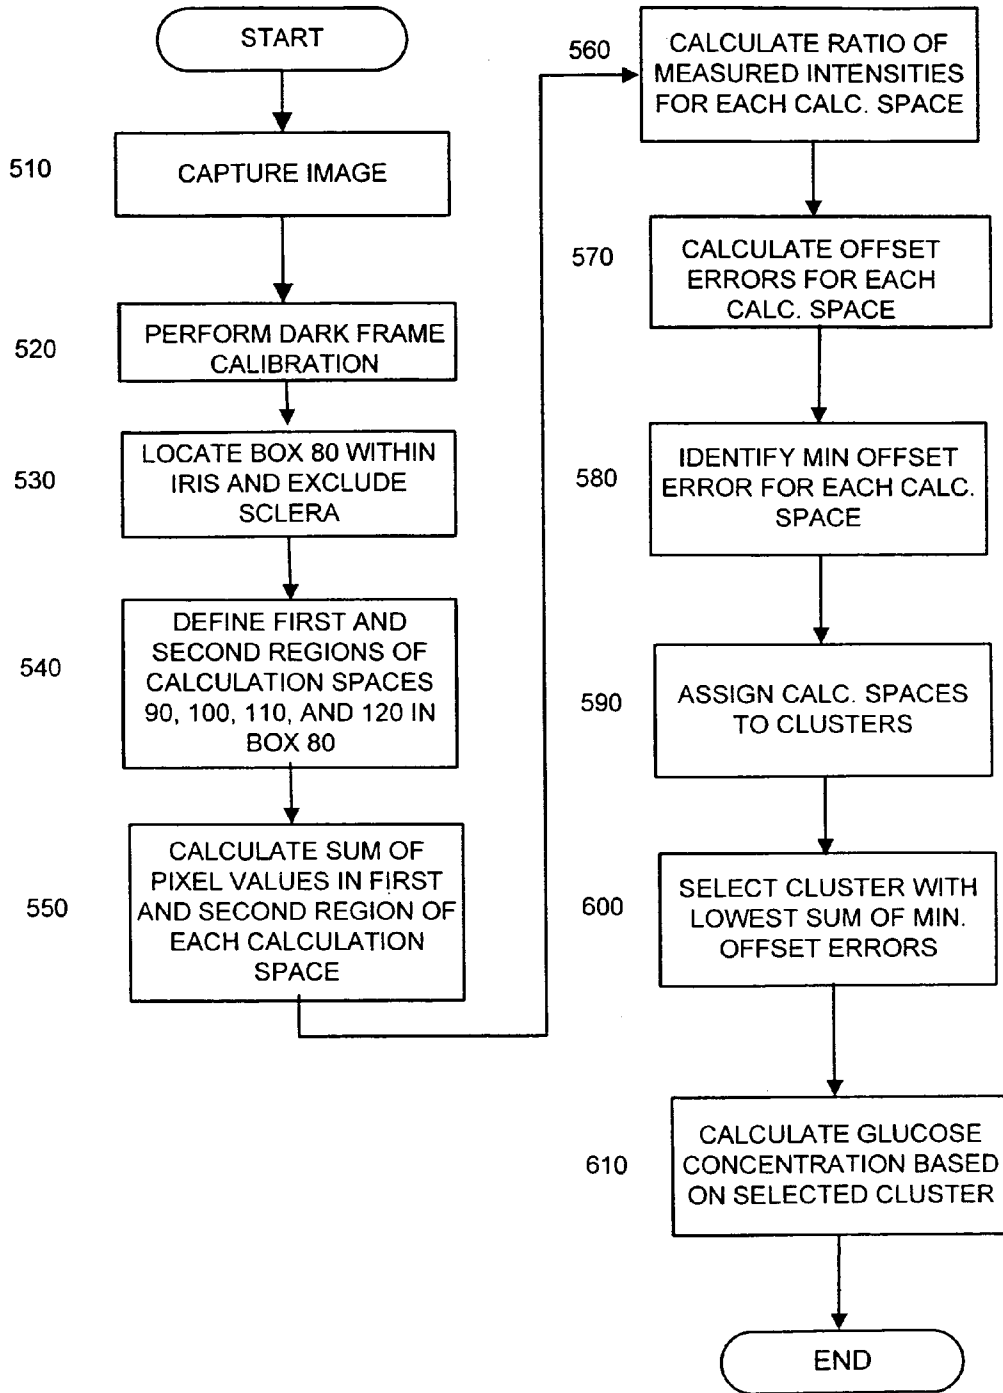 START
510
CAPTURE IMAGE
520
PERFORM DARK FRAME
CALIBRATION
530
LOCATE BOX 80 WITHIN
IRIS AND EXCLUDE
SCLERA
540
DEFINE FIRST AND
SECOND REGIONS OF
CALCULATION SPACES
90, 100, 110, AND 120 IN
BOX 80
550
CALCULATE SUM OF
PIXEL VALUES IN FIRST
AND SECOND REGION OF
EACH CALCULATION
SPACE
560
CALCULATE RATIO OF
MEASURED INTENSITIES
FOR EACH CALC. SPACE
570
CALCULATE OFFSET
ERRORS FOR EACH
CALC. SPACE
580
IDENTIFY MIN OFFSET
ERROR FOR EACH CALC.
SPACE
590
ASSIGN CALC. SPACES
TO CLUSTERS
600
SELECT CLUSTER WITH
LOWEST SUM OF MIN.
OFFSET ERRORS
610
CALCULATE GLUCOSE
CONCENTRATION BASED
ON SELECTED CLUSTER
END